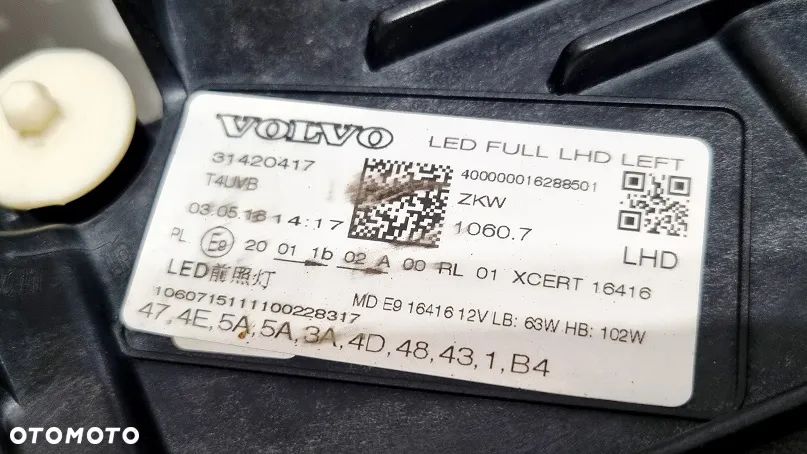 VOLVO
LED FULL LHD LEFT
31420417
400000016288501
T4UVB
ZKW
03.05.18 14:17
1060.7
LHD
PL E9 20 01 1b 02 A 00 RL 01 XCERT 16416
LED前照灯
MD E9 16416 12V LB: 63W HB: 102W
1060715111100228317
47,4E,5A,5A,3A,4D,48,43,1,B4
OTOMOTO